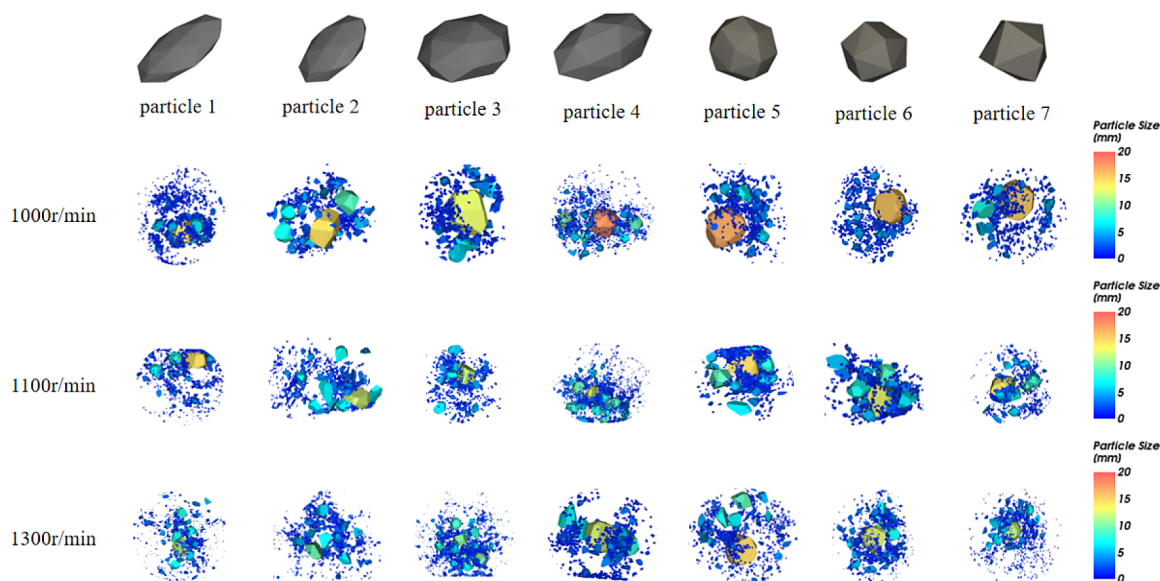 particle 1
particle 2
particle 3
particle 4
particle 5
particle 6
particle 7
Particle Size
(mm)
20
15
10
5
0
1000r/min
Particle Size
(mm)
20
15
10
5
0
1100r/min
Particle Size
(mm)
20
15
10
5
0
1300r/min